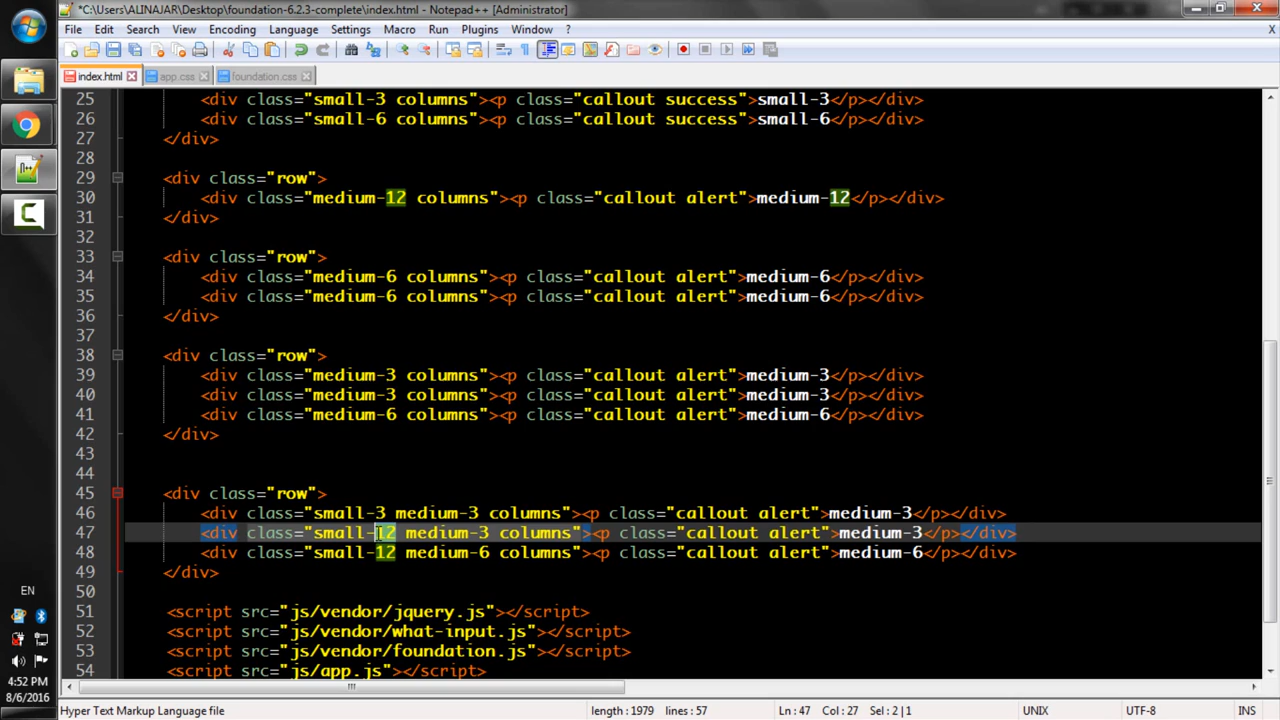 *C:\Users\ALINAJAR\Desktop\foundation-6.2.3-complete\index.html - Notepad++ [Administrator]
File Edit Search View Encoding Language Settings Macro Run Plugins Window ? X
index.html app.css foundation.css
25 <div class="small-3 columns"><p class="callout success">small-3</p></div>
26 <div class="small-6 columns"><p class="callout success">small-6</p></div>
27 </div>
28
29 <div class="row">
30 <div class="medium-12 columns"><p class="callout alert">medium-12</p></div>
31 </div>
32
33 <div class="row">
34 <div class="medium-6 columns"><p class="callout alert">medium-6</p></div>
35 <div class="medium-6 columns"><p class="callout alert">medium-6</p></div>
36 </div>
37
38 <div class="row">
39 <div class="medium-3 columns"><p class="callout alert">medium-3</p></div>
40 <div class="medium-3 columns"><p class="callout alert">medium-3</p></div>
41 <div class="medium-6 columns"><p class="callout alert">medium-6</p></div>
42 </div>
43
44
45 <div class="row">
46 <div class="small-3 medium-3 columns"><p class="callout alert">medium-3</p></div>
47 <div class="small-12 medium-3 columns"><p class="callout alert">medium-3</p></div>
48 <div class="small-12 medium-6 columns"><p class="callout alert">medium-6</p></div>
49 </div>
50
51 <script src="js/vendor/jquery.js"></script>
52 <script src="js/vendor/what-input.js"></script>
53 <script src="js/vendor/foundation.js"></script>
54 <script src="js/app.js"></script>
EN
4:52 PM
8/6/2016
Hyper Text Markup Language file length : 1979 lines : 57 Ln : 47 Col : 27 Sel : 2 | 1 UNIX UTF-8 INS